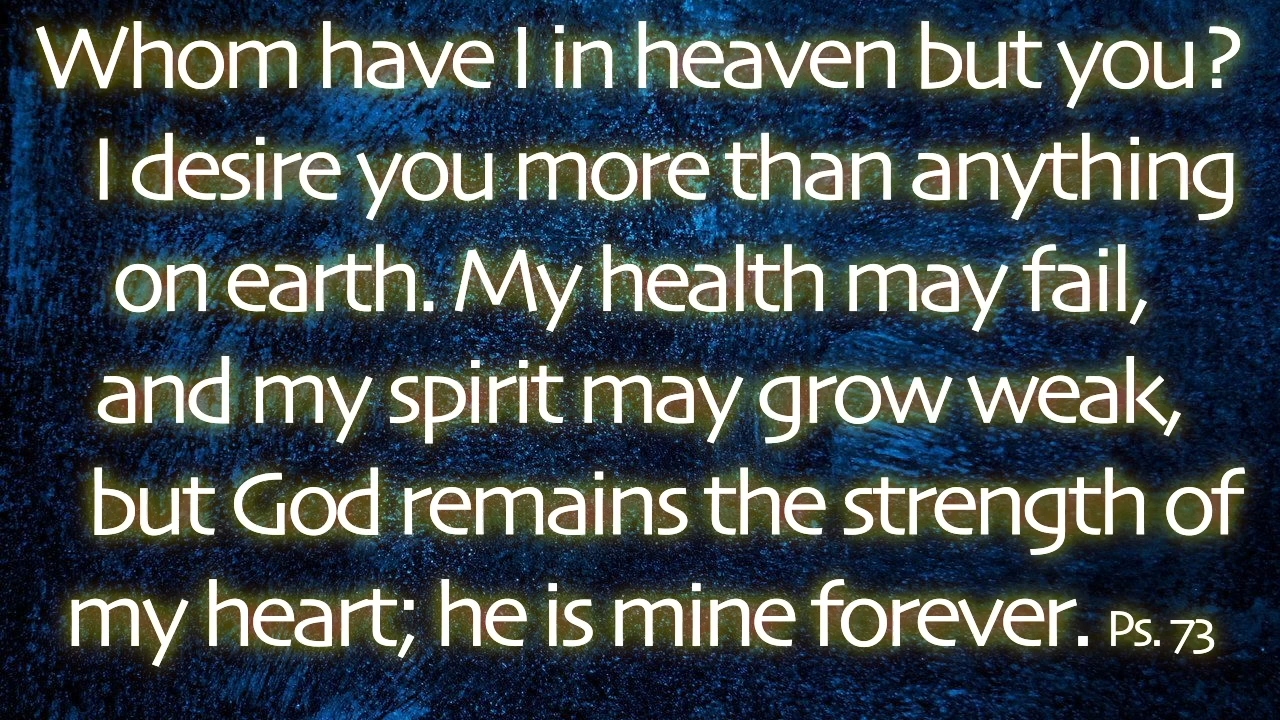 Whom have I in heaven but you?
I desire you more than anything
on earth. My health may fail,
and my spirit may grow weak,
but God remains the strength of
my heart; he is mine forever. Ps. 73